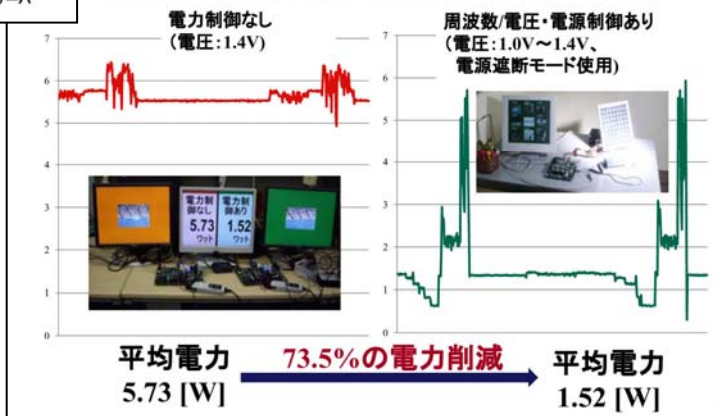 電力制御なし
(電圧:1.4V)
周波数/電圧・電源制御あり
(電圧:1.0V～1.4V、
電源遮断モード使用)
7
6
5
4
3
2
1
0
7
6
5
4
3
2
1
0
電力制
御なし
5.73
ワット
電力制
御あり
1.52
ワット
平均電力
5.73 [W]
73.5%の電力削減
平均電力
1.52 [W]